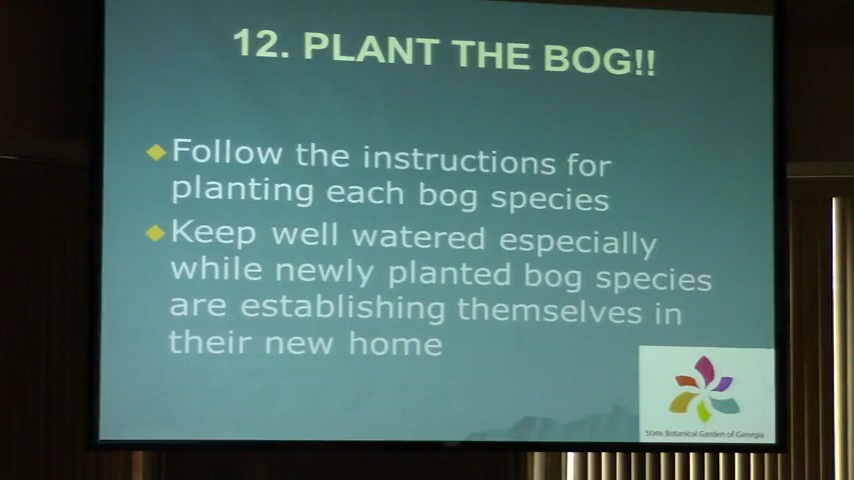 12. PLANT THE BOG!!
Follow the instructions for
planting each bog species
Keep well watered especially
while newly planted bog species
are establishing themselves in
their new home
State Botanical Garden of Georgia